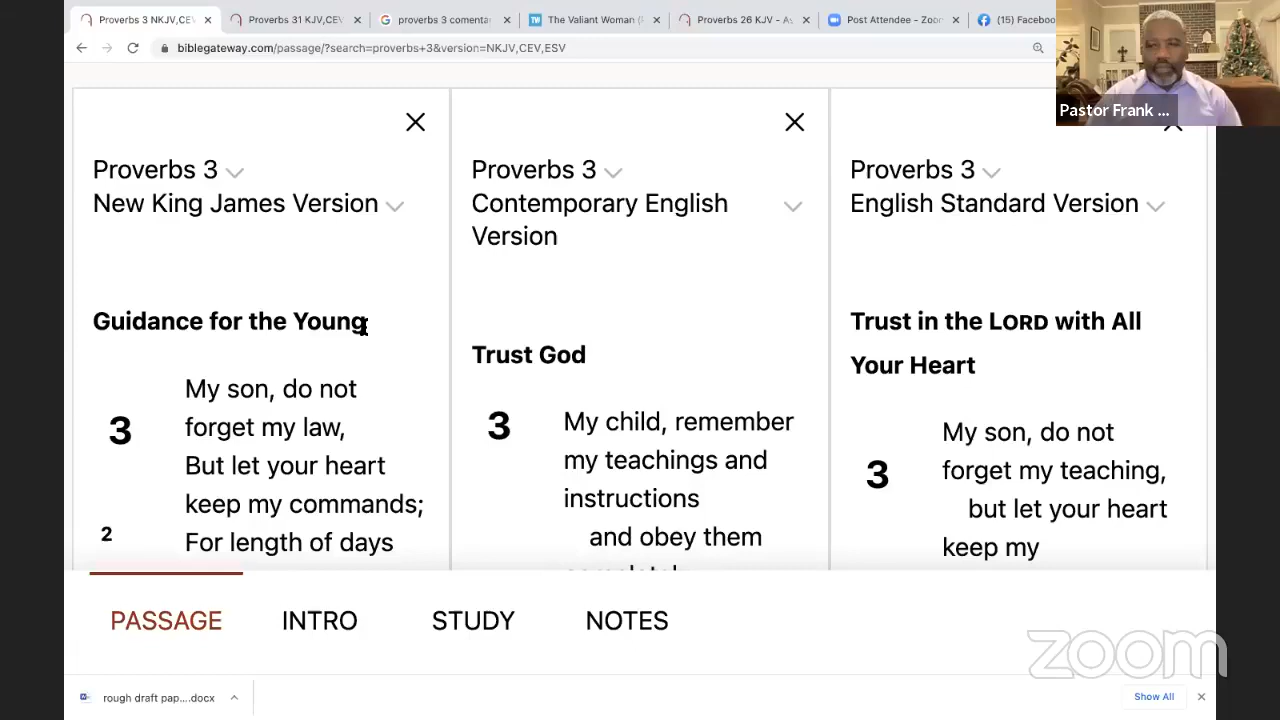 Proverbs 3 NKJV,CEV
Proverbs 31 KJV,CEV
proverbs 3 comentar
The Valiant Woman (
Proverbs 26 KJV - A
Post Attendee - Zoo
(15) Faceboo
biblegateway.com/passage/?search=proverbs+3&version=NKJV,CEV,ESV
Pastor Frank ...
Proverbs 3
New King James Version
Guidance for the Young
3 My son, do not
forget my law,
But let your heart
keep my commands;
2 For length of days
Proverbs 3
Contemporary English
Version
Trust God
3 My child, remember
my teachings and
instructions
and obey them
Proverbs 3
English Standard Version
Trust in the LORD with All
Your Heart
3 My son, do not
forget my teaching,
but let your heart
keep my
PASSAGE INTRO STUDY NOTES
zoom
rough draft pap....docx
Show All